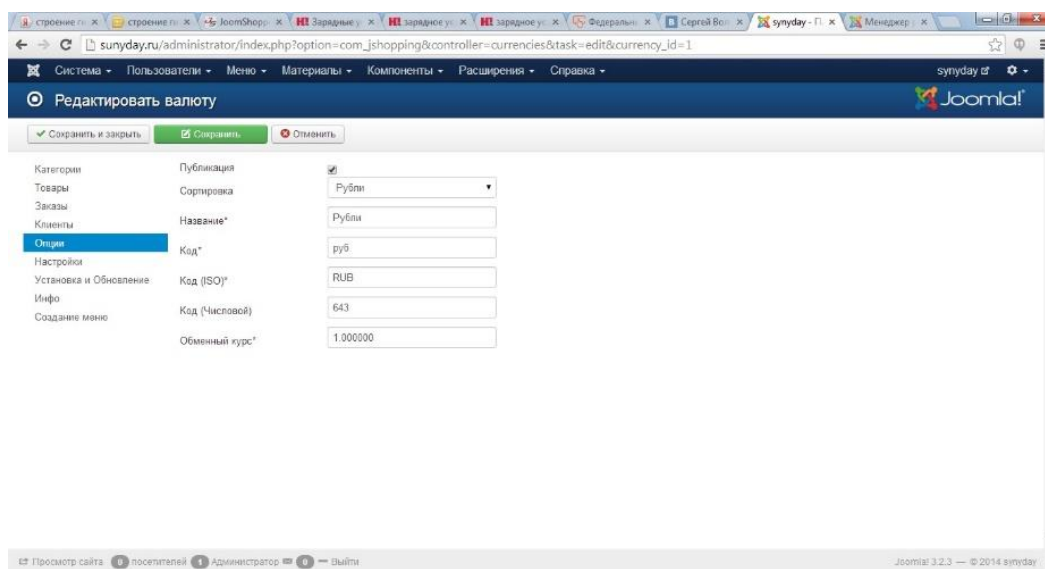 строение
строение
JoomShopp
НП Зарядные у
НП зарядное ус
НП зарядное ус
Федеральн
Сергей Вол
synyday - П
Менеджер
sunyday.ru/administrator/index.php?option=com_jshopping&controller=currencies&task=edit&currency_id=1
Система Пользователи Меню Материалы Компоненты Расширения Справка synyday
Редактировать валюту Joomla!
Сохранить и закрыть Сохранить Отменить
Категории
Товары
Заказы
Клиенты
Опции
Настройки
Установка и Обновление
Инфо
Создание меню
Публикация
Сортировка Рубли
Название* Рубли
Код* руб
Код (ISO)* RUB
Код (Числовой) 643
Обменный курс* 1.000000
Просмотр сайта 0 посетителей 1 Администратор 0 Выйти Joomla! 3.2.3 — © 2014 synyday